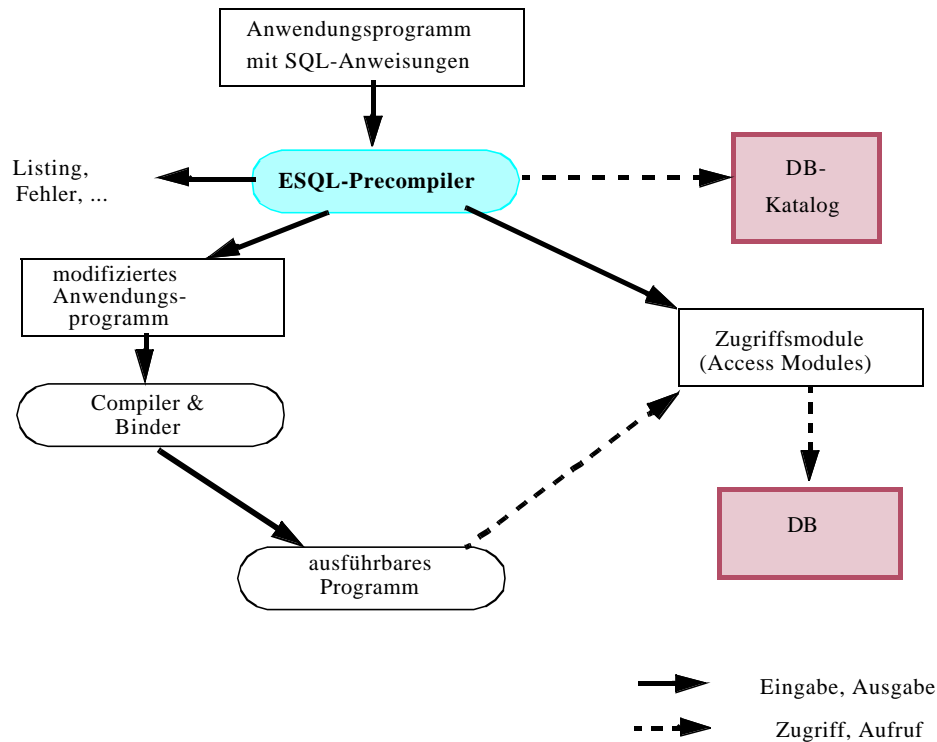 Anwendungsprogramm
mit SQL-Anweisungen
Listing,
Fehler, ...
ESQL-Precompiler
DB-
Katalog
modifiziertes
Anwendungs-
programm
Zugriffsmodule
(Access Modules)
Compiler &
Binder
DB
ausführbares
Programm
Eingabe, Ausgabe
Zugriff, Aufruf